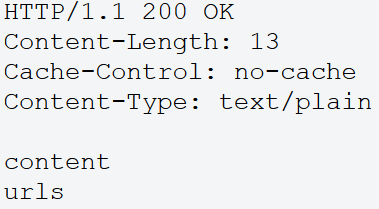 HTTP/1.1 200 OK
Content-Length: 13
Cache-Control: no-cache
Content-Type: text/plain

content
urls